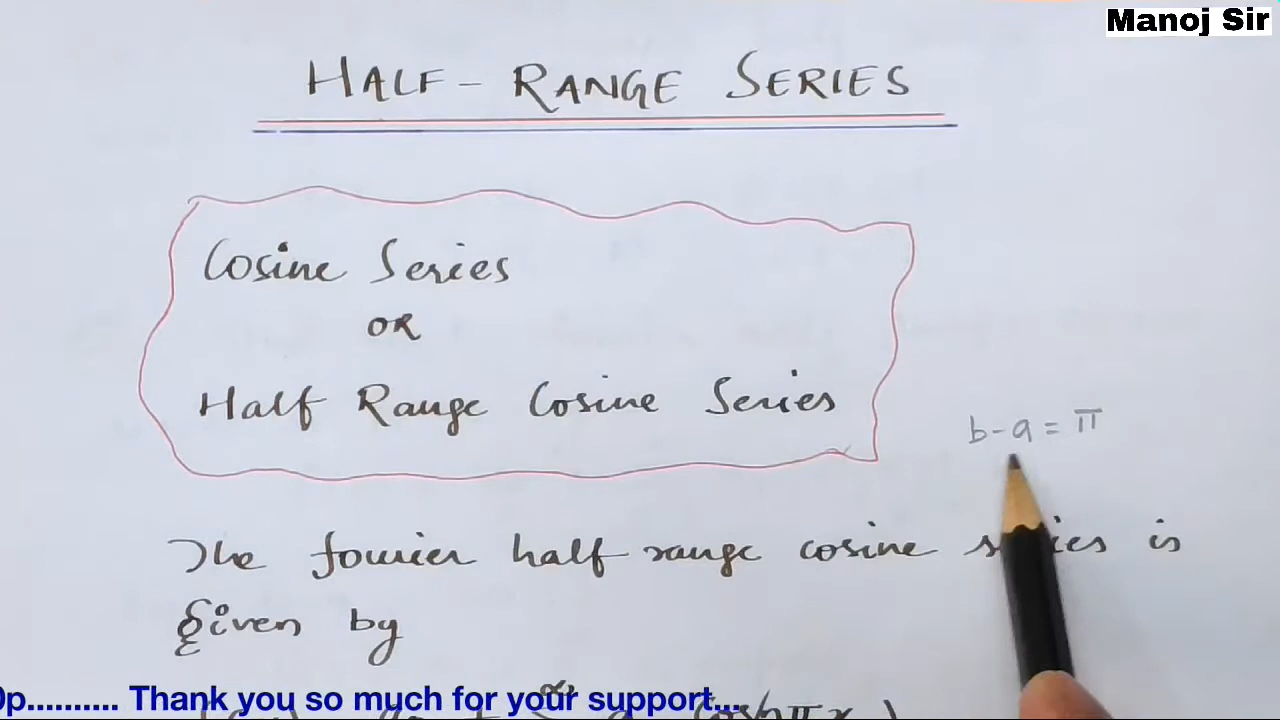 Manoj Sir
HALF - RANGE SERIES
Cosine Series
OR
Half Range Cosine Series
b - a = π
The fourier half range cosine series is
given by
0p.......... Thank you so much for your support...